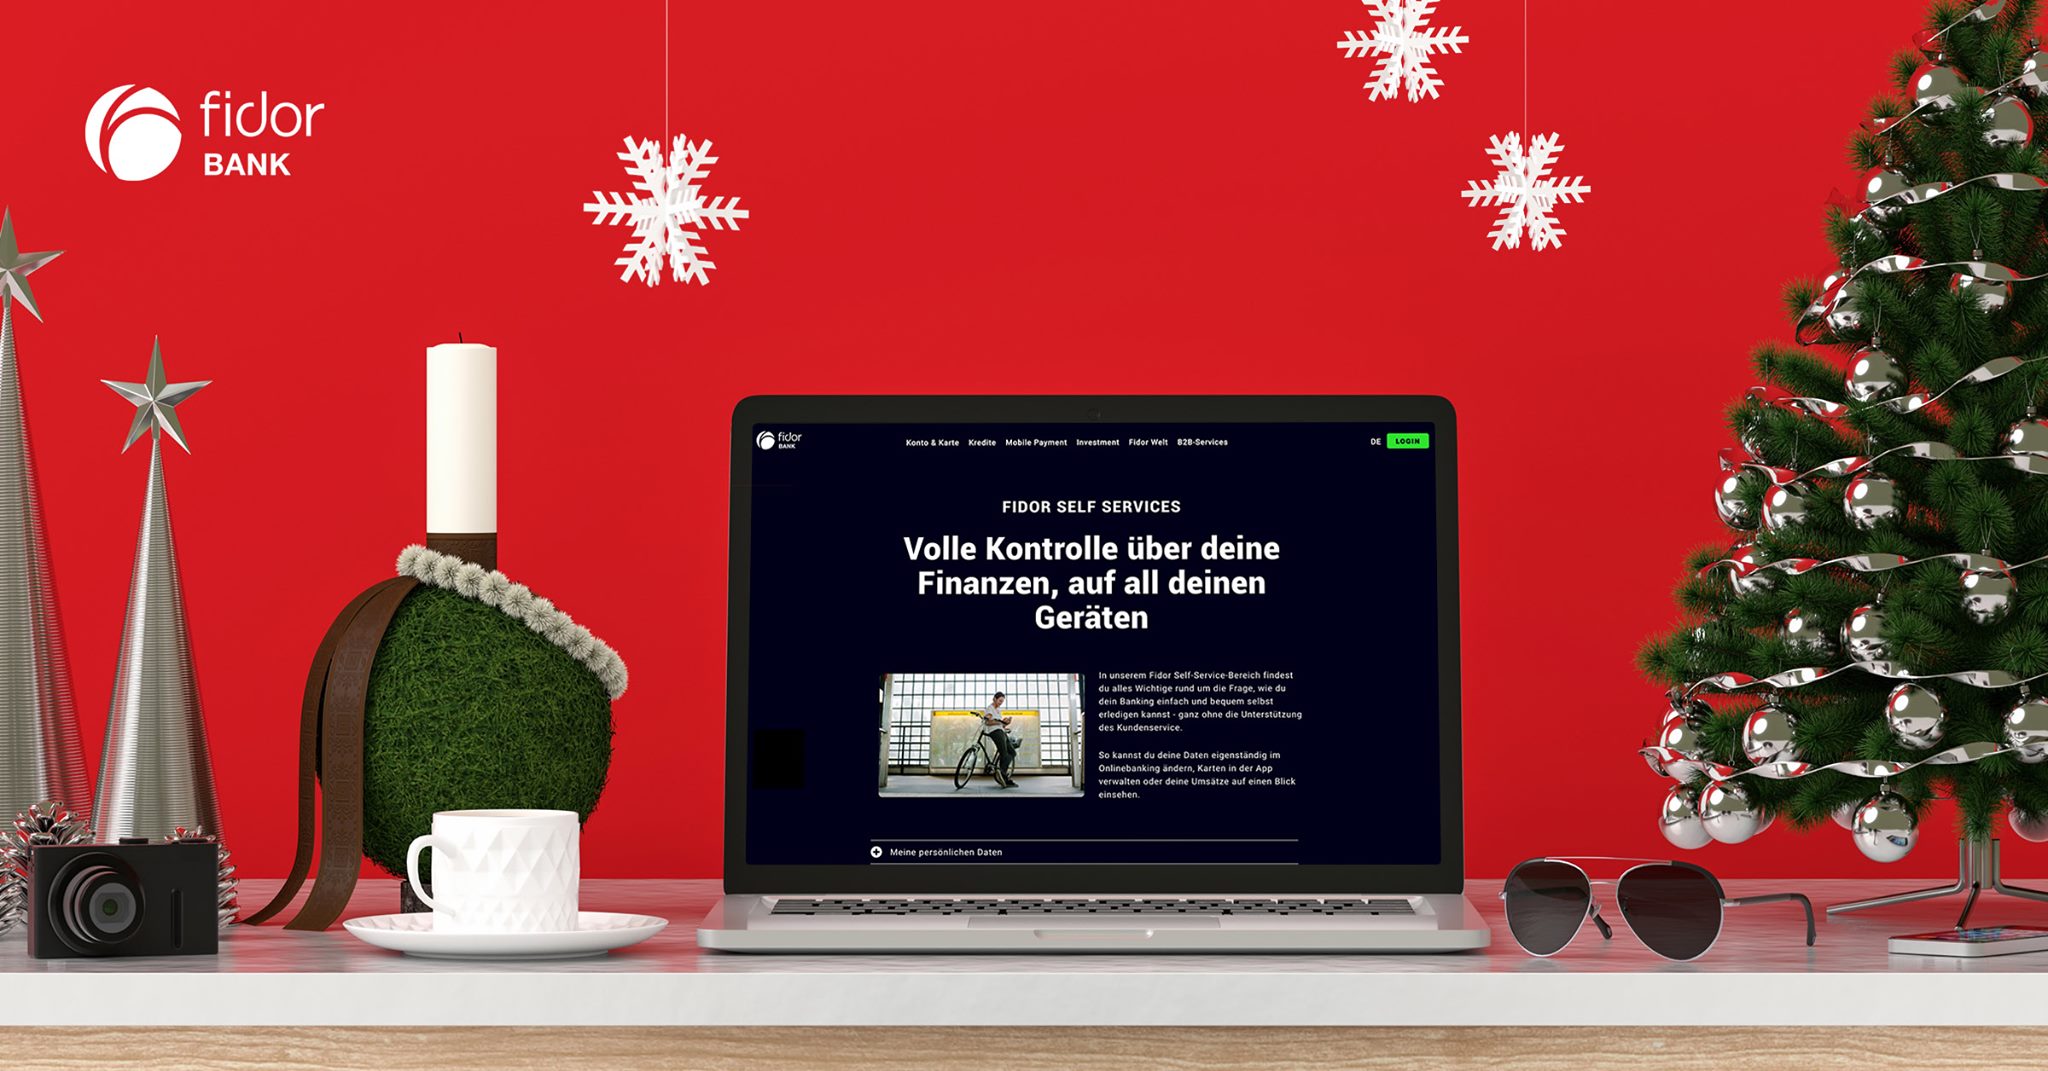 fidor
BANK
fidor
BANK
Konto & Karte Kredite Mobile Payment Investment Fidor Welt B2B-Services
DE LOGIN
FIDOR SELF SERVICES
Volle Kontrolle über deine
Finanzen, auf all deinen
Geräten
In unserem Fidor Self-Service-Bereich findest
du alles Wichtige rund um die Frage, wie du
dein Banking einfach und bequem selbst
erledigen kannst - ganz ohne die Unterstützung
des Kundenservice.
So kannst du deine Daten eigenständig im
Onlinebanking ändern, Karten in der App
verwalten oder deine Umsätze auf einen Blick
einsehen.
Meine persönlichen Daten